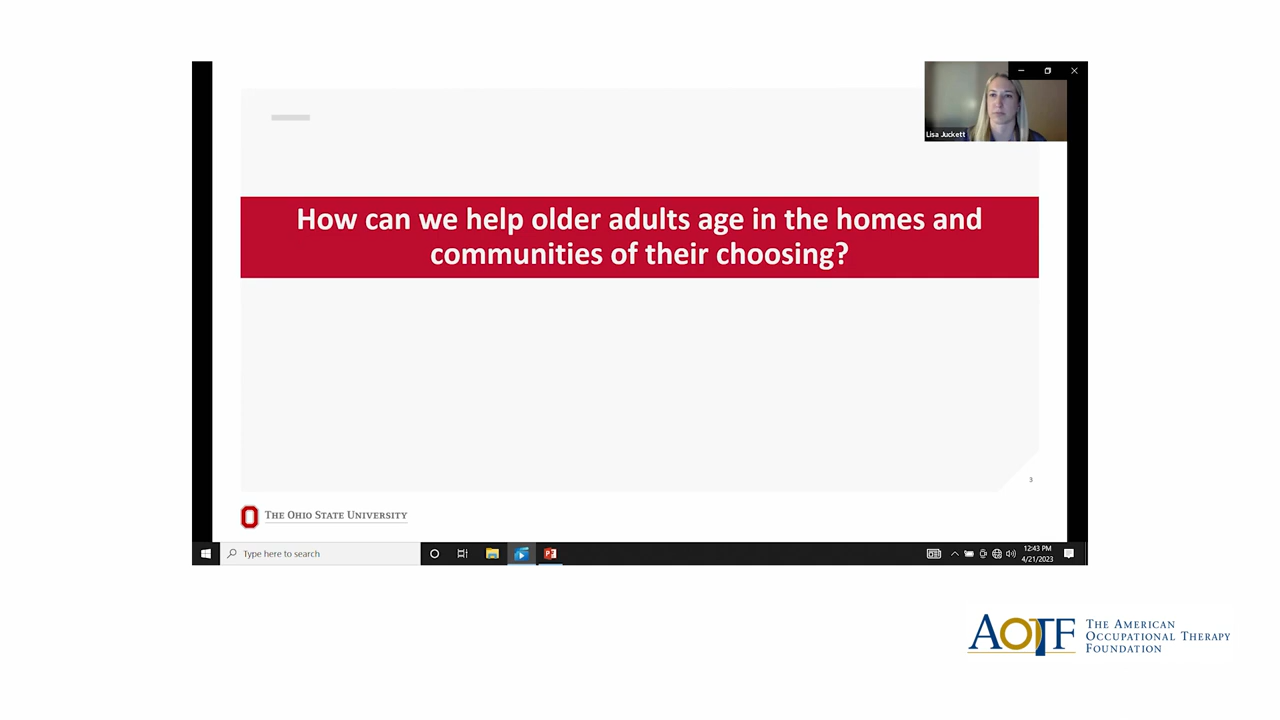 Lisa Juckett
How can we help older adults age in the homes and
communities of their choosing?
3
The Ohio State University
Type here to search
12:43 PM
4/21/2023
AOTF
The American
Occupational Therapy
Foundation